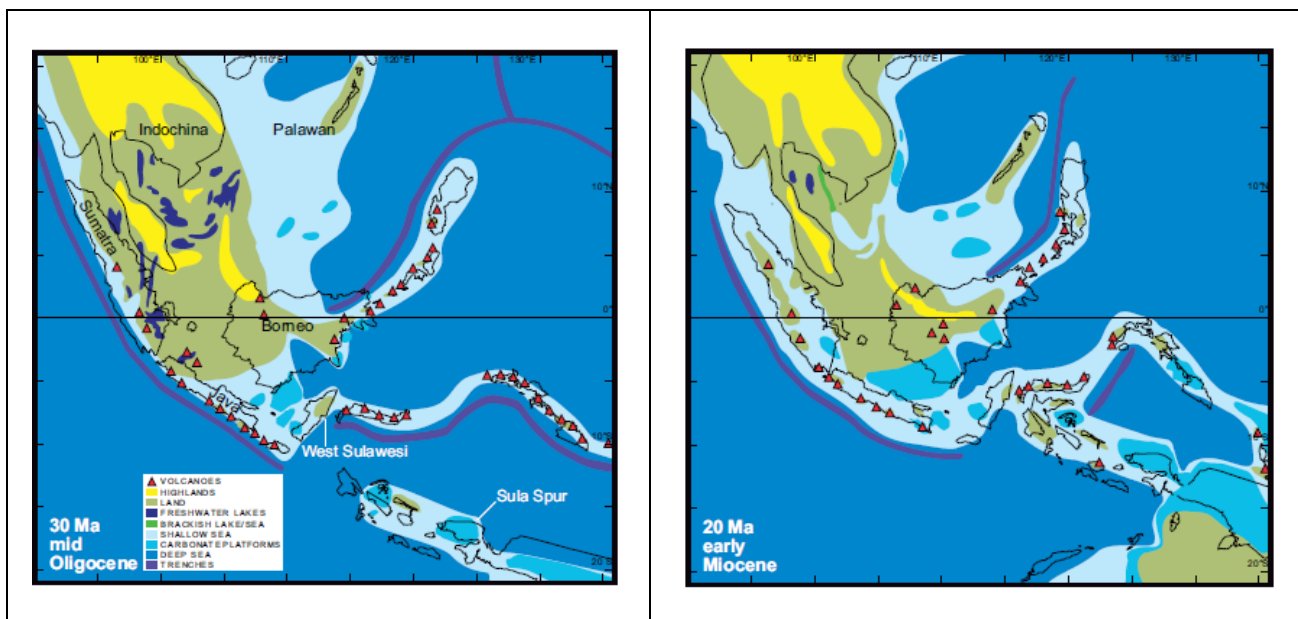 100°E 110°E 120°E 130°E
Indochina
Palawan
10°N
Sumatra
0°
Borneo
Java
10°S
West Sulawesi
Sula Spur
VOLCANOES
HIGHLANDS
LAND
FRESHWATER LAKES
BRACKISH LAKE/SEA
SHALLOW SEA
CARBONATE PLATFORMS
DEEP SEA
TRENCHES
30 Ma
mid
Oligocene
20°S
100°E 110°E 120°E 130°E
10°N
0°
10°S
20 Ma
early
Miocene
20°S